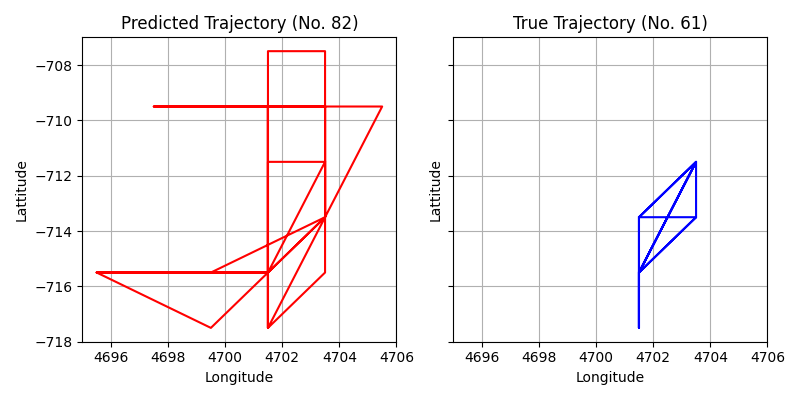 Predicted Trajectory (No. 82)
True Trajectory (No. 61)
−708
−710
−712
−714
−716
−718
Lattitude
Lattitude
4696 4698 4700 4702 4704 4706
4696 4698 4700 4702 4704 4706
Longitude
Longitude